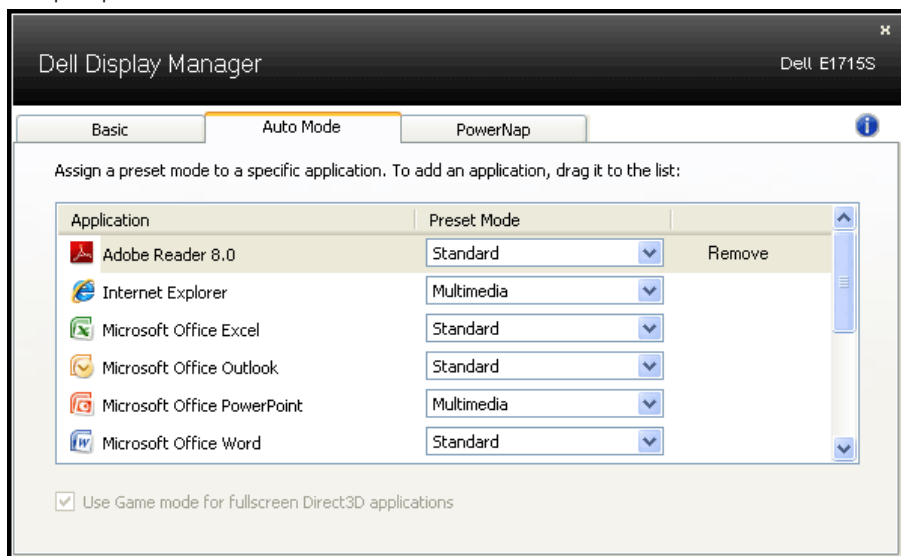 ×
Dell Display Manager
Dell E1715S
Basic
Auto Mode
PowerNap
Assign a preset mode to a specific application. To add an application, drag it to the list:
Application Preset Mode
Adobe Reader 8.0 Standard Remove
Internet Explorer Multimedia
Microsoft Office Excel Standard
Microsoft Office Outlook Standard
Microsoft Office PowerPoint Multimedia
Microsoft Office Word Standard
Use Game mode for fullscreen Direct3D applications